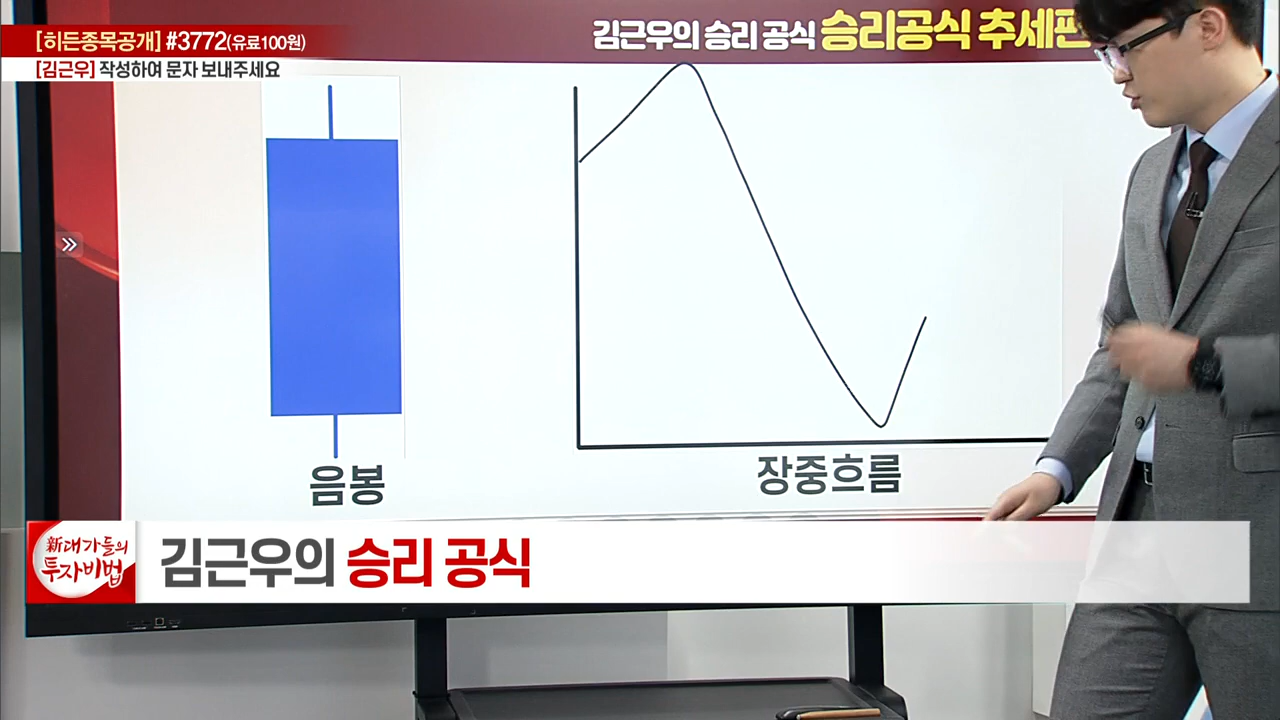 [히든종목공개] #3772(유료100원)
[김근우] 작성하여 문자 보내주세요
김근우의 승리 공식 승리공식 추세편
»
음봉
장중흐름
新대가들의
투자비법
김근우의 승리 공식